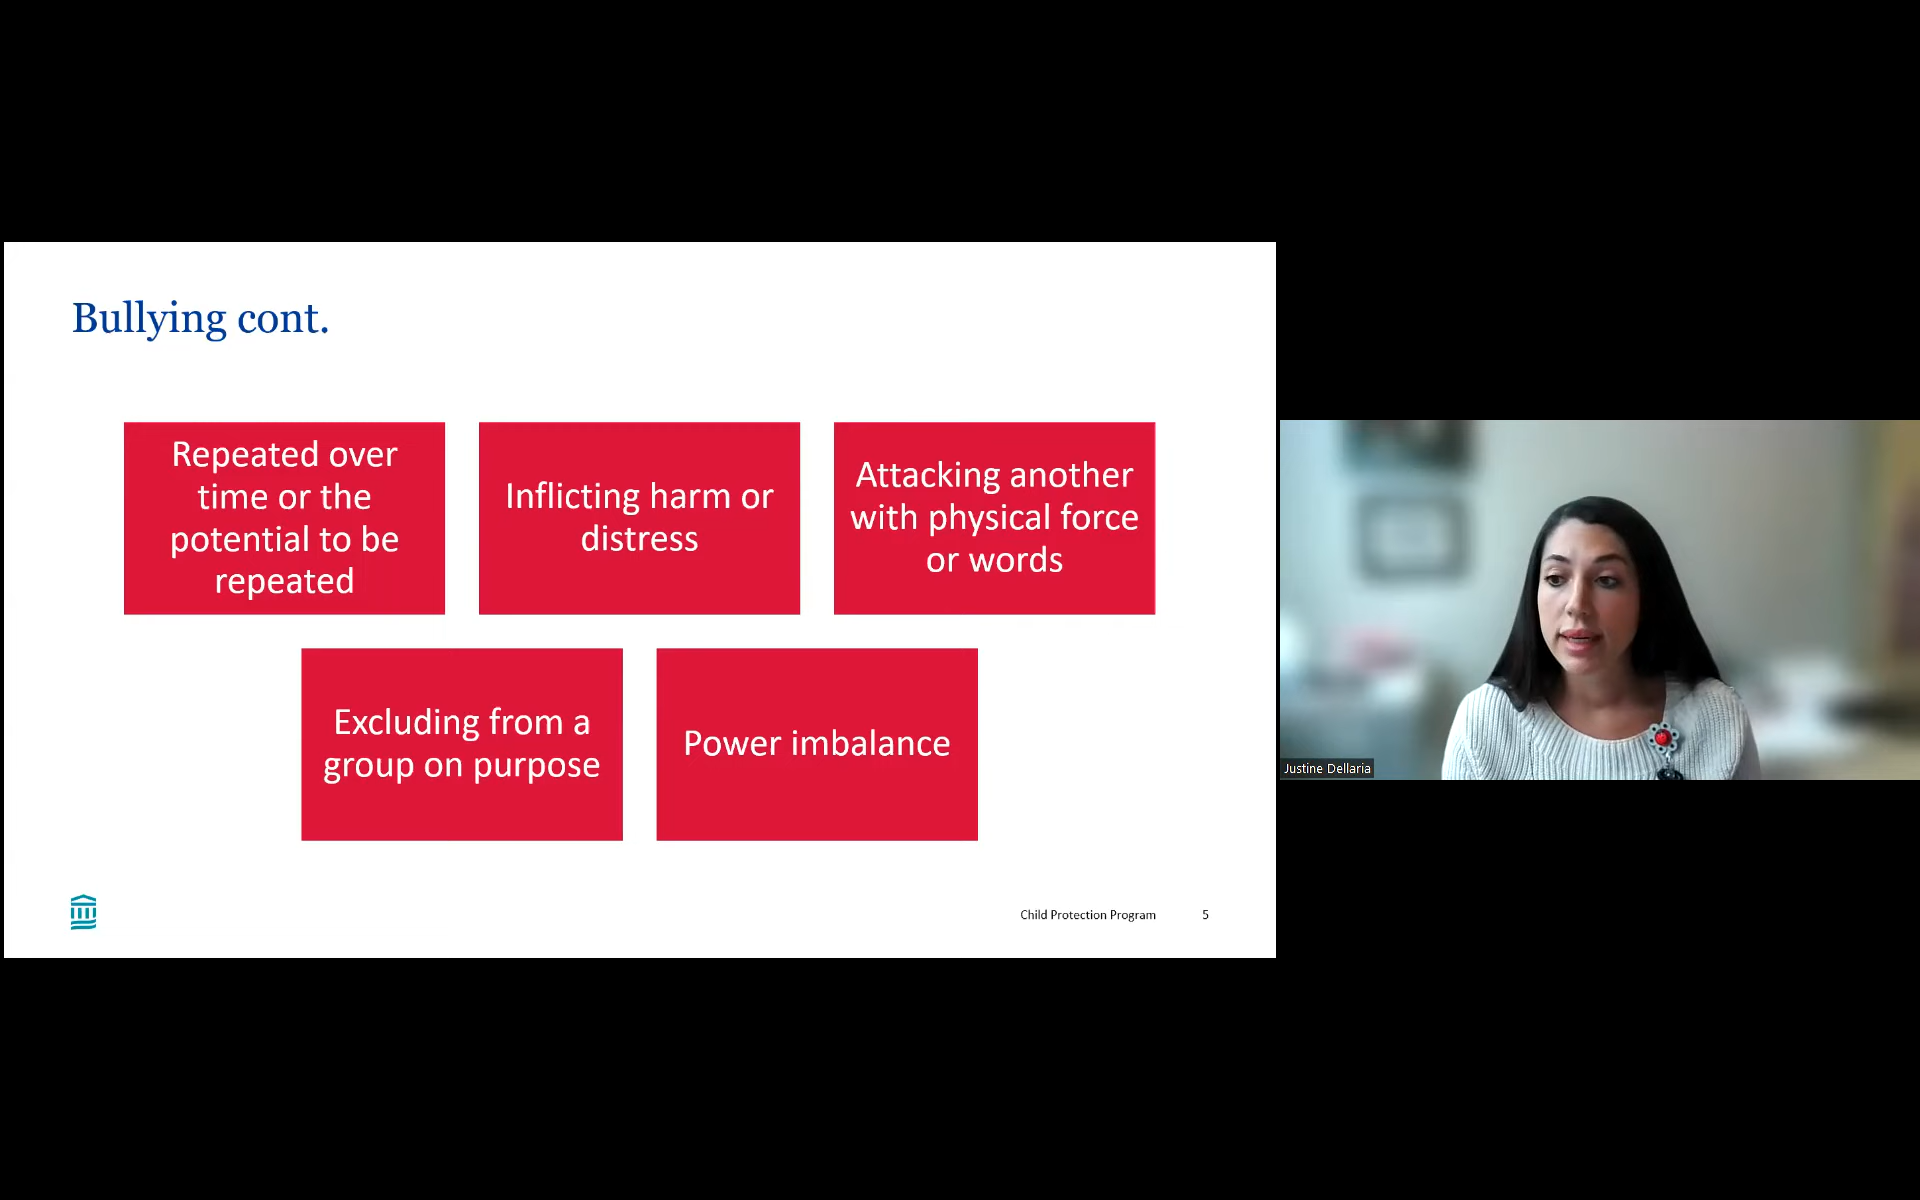 Bullying cont.
Repeated over
time or the
potential to be
repeated
Inflicting harm or
distress
Attacking another
with physical force
or words
Excluding from a
group on purpose
Power imbalance
Child Protection Program 5
Justine Dellaria